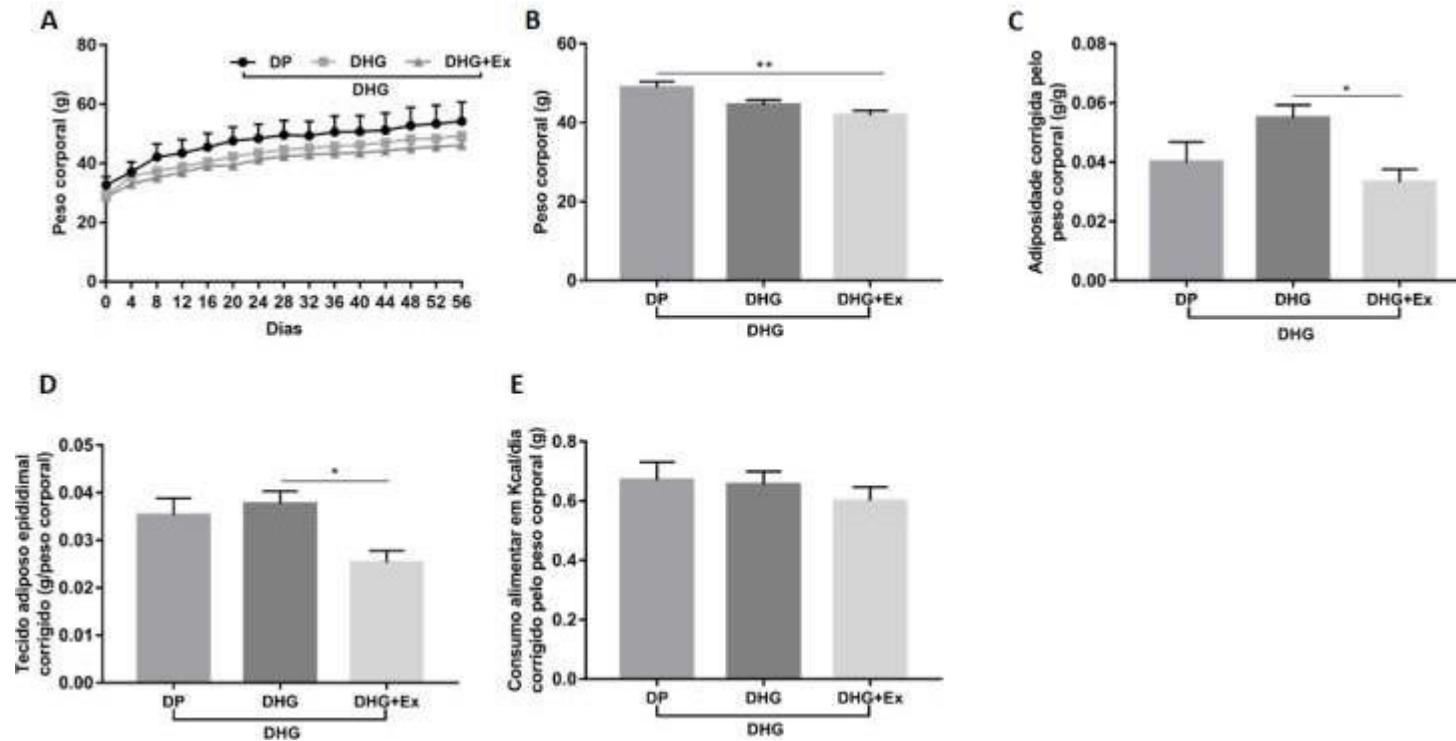 A
Peso corporal (g)
80
60
40
20
0
DP DHG DHG+Ex
DHG
0 4 8 12 16 20 24 28 32 36 40 44 48 52 56
Dias
B
Peso corporal (g)
60
40
20
0
**
DP DHG DHG+Ex
DHG
C
Adiposidade corrigida pelo
peso corporal (g/g)
0.08
0.06
0.04
0.02
0.00
*
DP DHG DHG+Ex
DHG
D
Tecido adiposo epididimal
corrigido (g/peso corporal)
0.05
0.04
0.03
0.02
0.01
0.00
*
DP DHG DHG+Ex
DHG
E
Consumo alimentar em Kcal/dia
corrigido pelo peso corporal (g)
0.8
0.6
0.4
0.2
0.0
DP DHG DHG+Ex
DHG